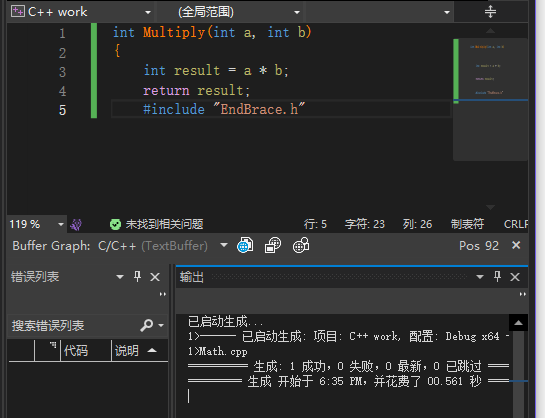 C++ work
(全局范围)
1 int Multiply(int a, int b)
2 {
3 int result = a * b;
4 return result;
5 #include "EndBrace.h"
119 % 未找到相关问题 行: 5 字符: 23 列: 26 制表符 CRLF
Buffer Graph: C/C++ (TextBuffer) Pos 92
错误列表
搜索错误列表
代码 说明
输出
已启动生成...
1>—— 已启动生成: 项目: C++ work, 配置: Debug x64
1>Math.cpp
========== 生成: 1 成功，0 失败，0 最新，0 已跳过 ====
========= 生成 开始于 6:35 PM，并花费了 00.561 秒 ====